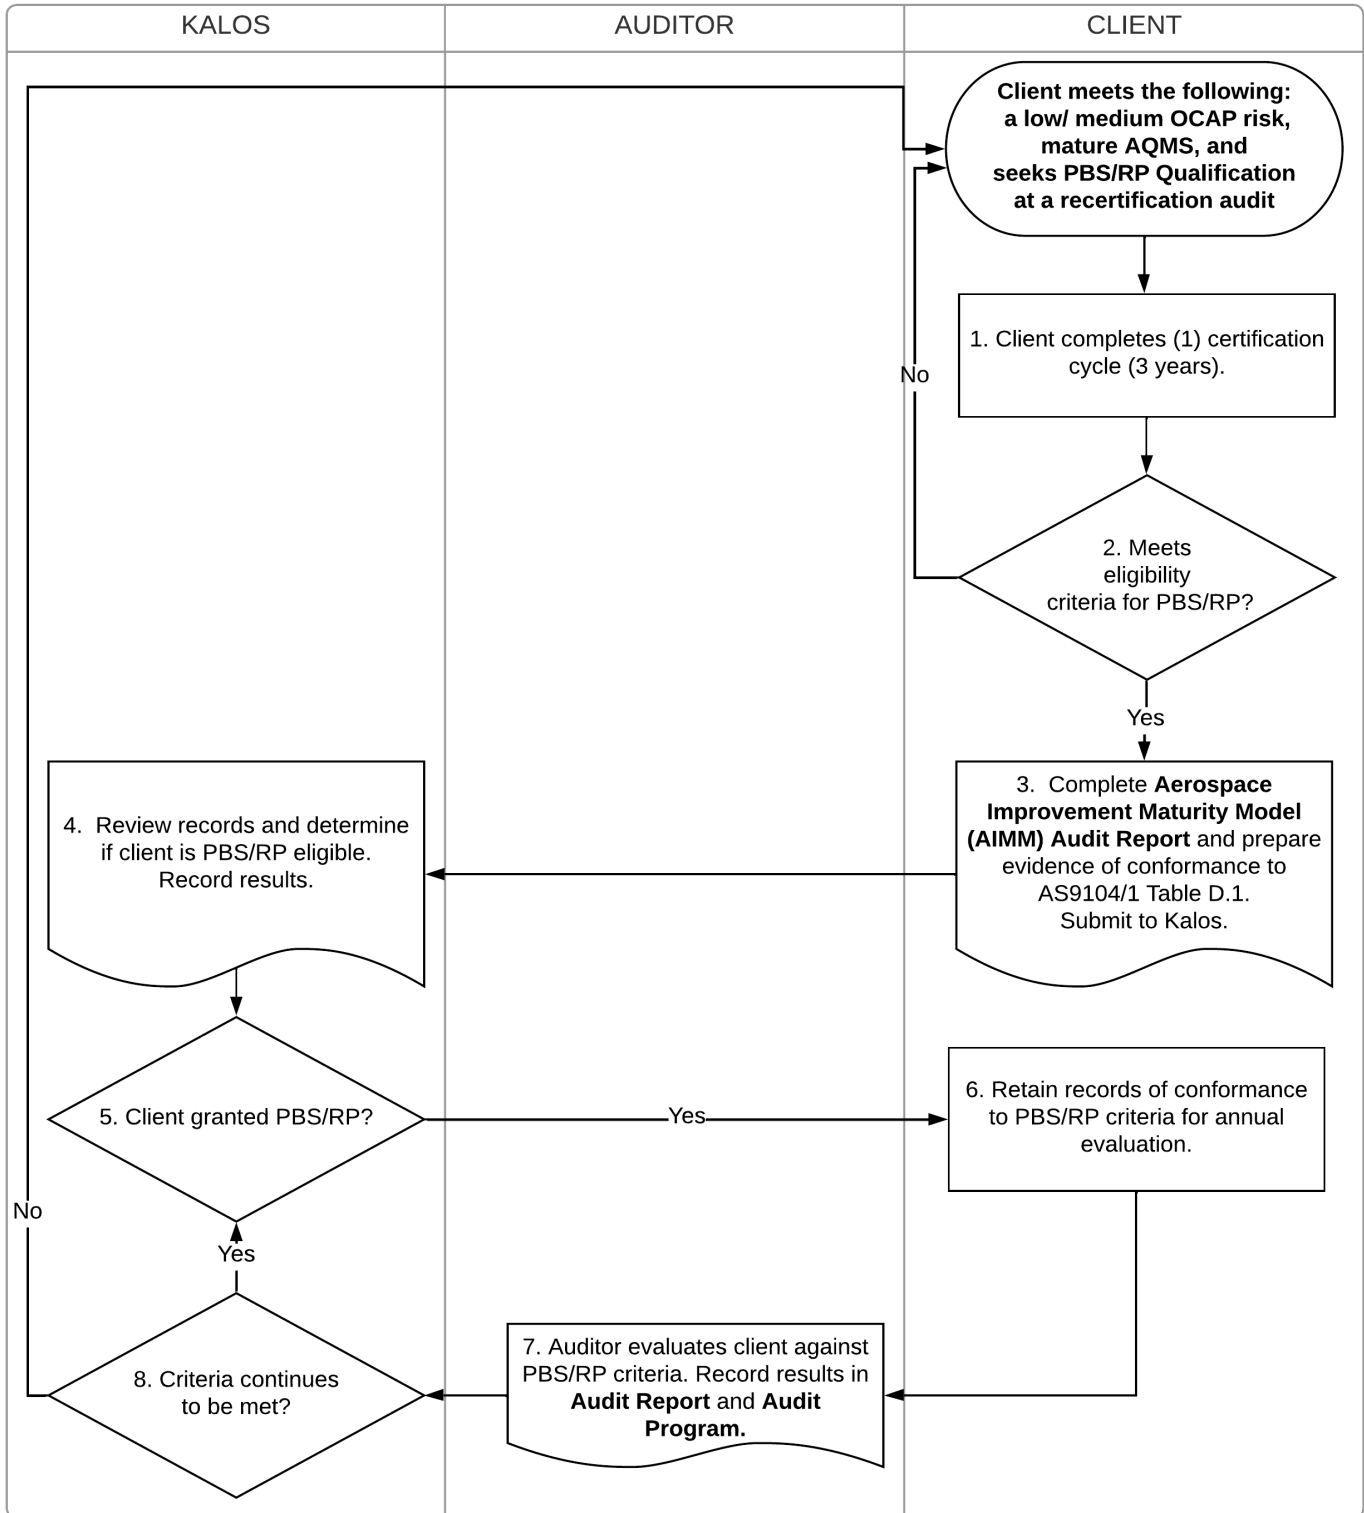 KALOS
AUDITOR
CLIENT
Client meets the following:
a low/ medium OCAP risk,
mature AQMS, and
seeks PBS/RP Qualification
at a recertification audit
1. Client completes (1) certification
cycle (3 years).
No
2. Meets
eligibility
criteria for PBS/RP?
Yes
3.  Complete Aerospace
Improvement Maturity Model
(AIMM) Audit Report and prepare
evidence of conformance to
AS9104/1 Table D.1.
Submit to Kalos.
4.  Review records and determine
if client is PBS/RP eligible.
Record results.
5. Client granted PBS/RP?
Yes
6. Retain records of conformance
to PBS/RP criteria for annual
evaluation.
No
Yes
7. Auditor evaluates client against
PBS/RP criteria. Record results in
Audit Report and Audit
Program.
8. Criteria continues
to be met?